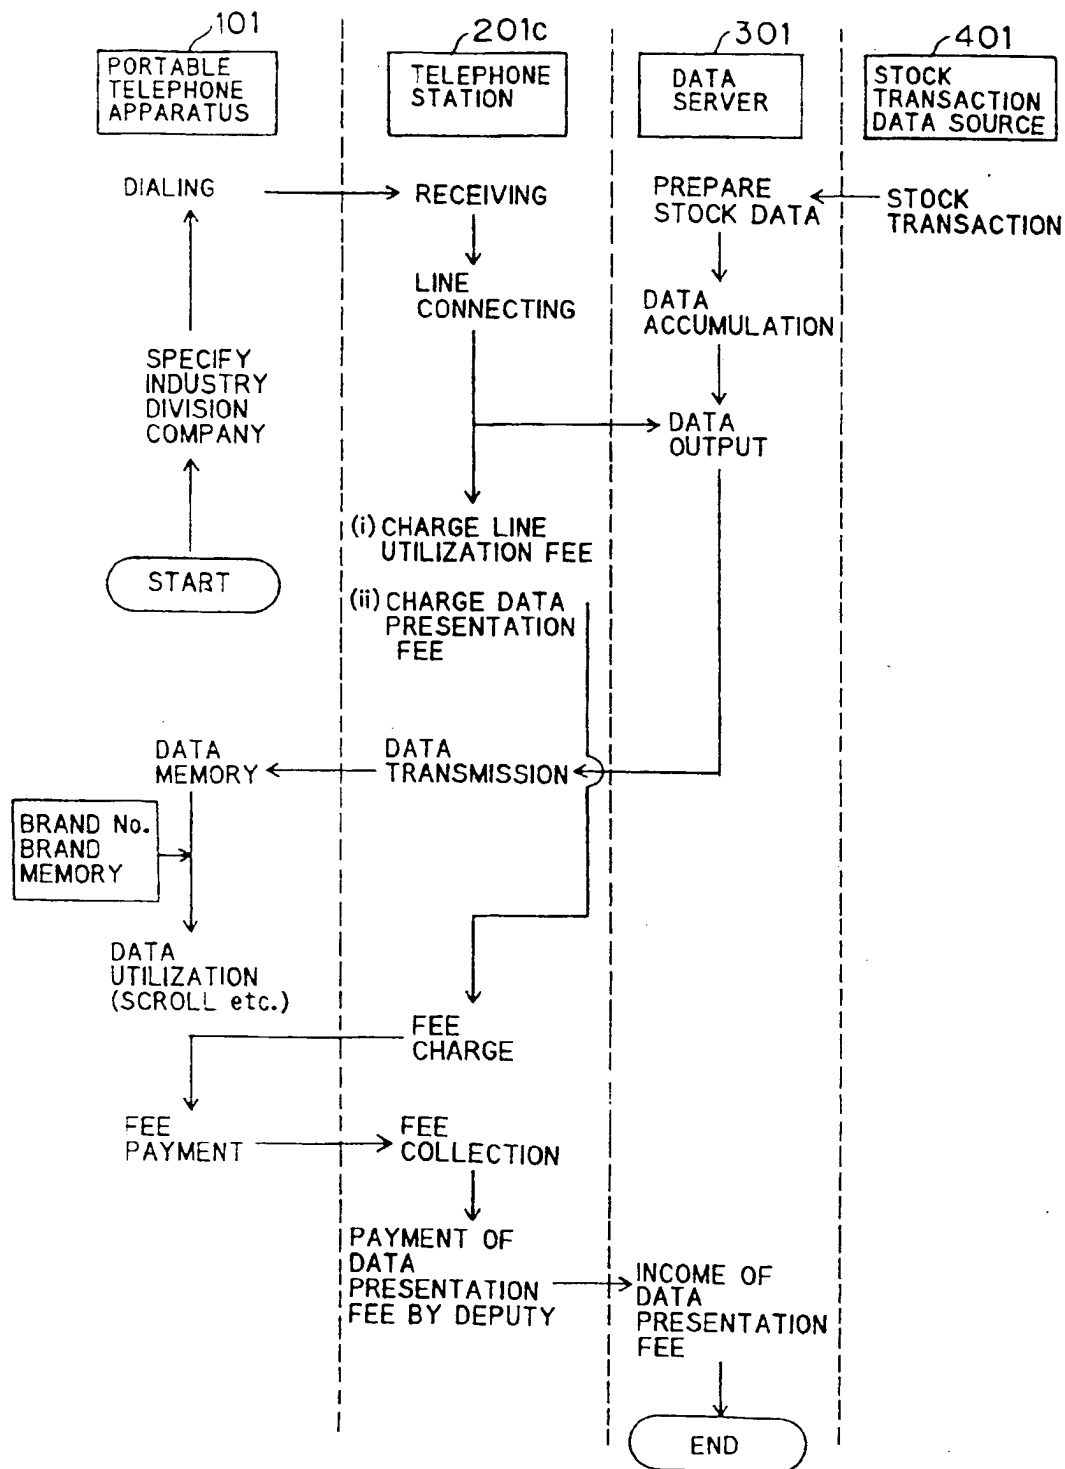 101
201c
301
401
PORTABLE
TELEPHONE
APPARATUS
TELEPHONE
STATION
DATA
SERVER
STOCK
TRANSACTION
DATA SOURCE
DIALING
RECEIVING
PREPARE
STOCK DATA
STOCK
TRANSACTION
LINE
CONNECTING
DATA
ACCUMULATION
SPECIFY
INDUSTRY
DIVISION
COMPANY
DATA
OUTPUT
START
(i) CHARGE LINE
UTILIZATION FEE
(ii) CHARGE DATA
PRESENTATION
FEE
DATA
MEMORY
DATA
TRANSMISSION
BRAND No.
BRAND
MEMORY
DATA
UTILIZATION
(SCROLL etc.)
FEE
CHARGE
FEE
PAYMENT
FEE
COLLECTION
PAYMENT OF
DATA
PRESENTATION
FEE BY DEPUTY
INCOME OF
DATA
PRESENTATION
FEE
END